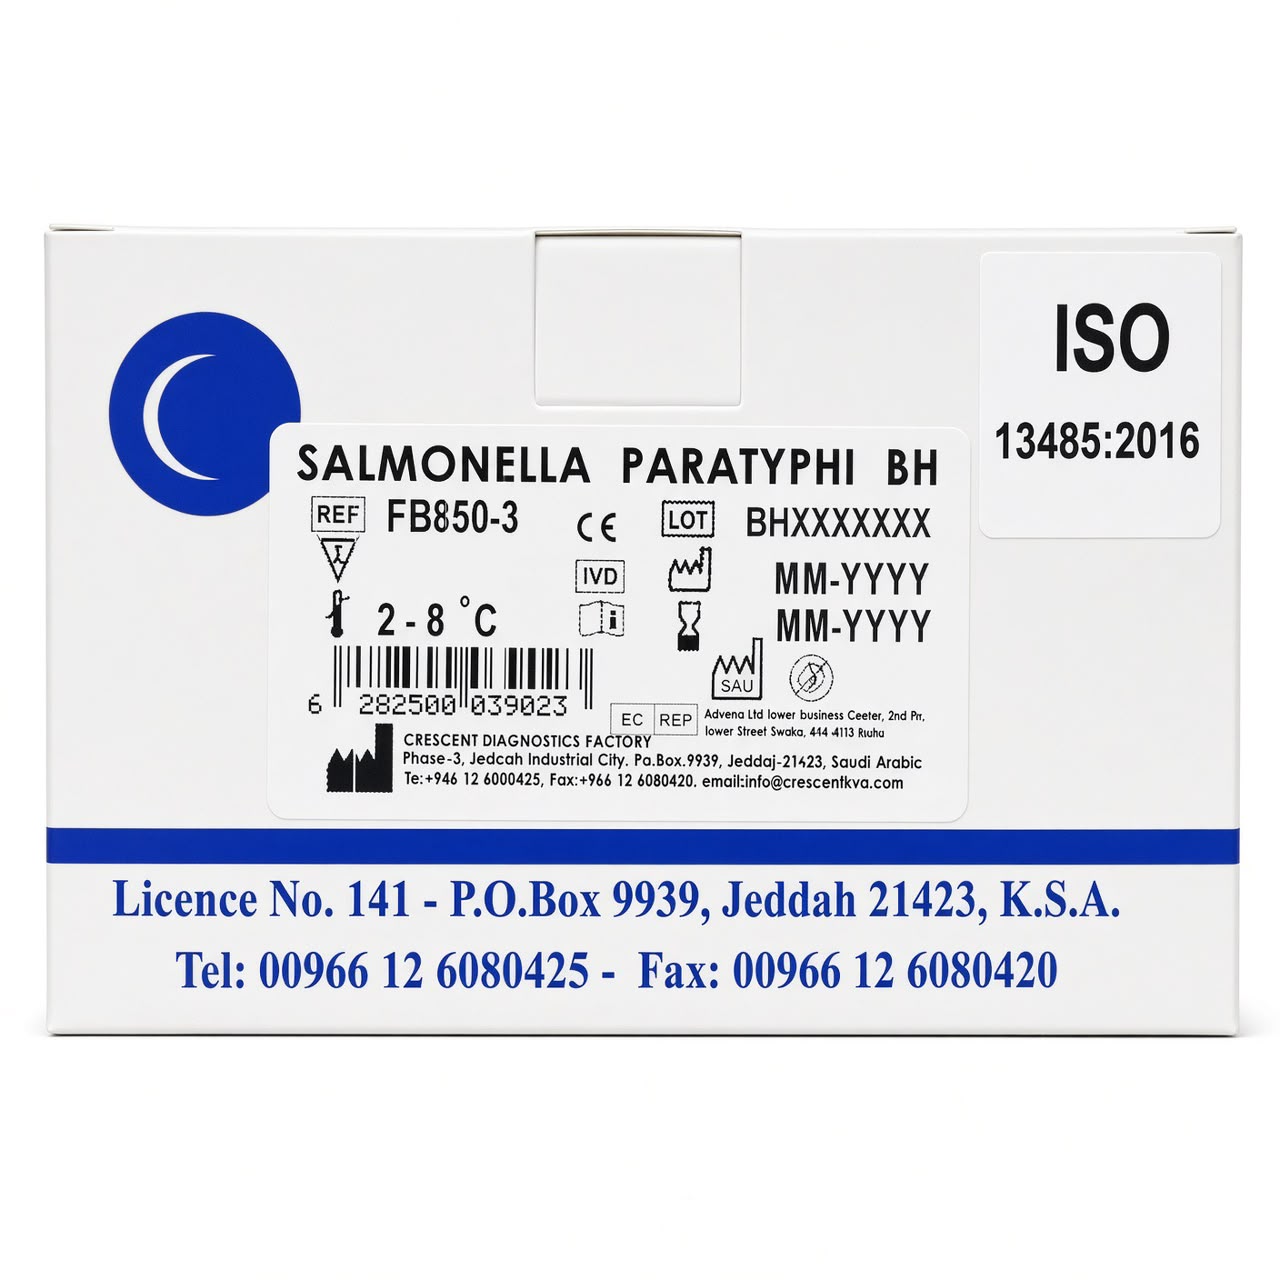 ISO
13485:2016
SALMONELLA PARATYPHI BH
REF FB850-3
CE
LOT BHXXXXXXX
IVD
MM-YYYY
2 - 8 °C
i
MM-YYYY
SAU
6 282500 039023
EC REP
Advena Ltd lower business Ceeter, 2nd
lower Street Swaka, 444 4113
CRESCENT DIAGNOSTICS FACTORY
Phase-3, Jedcah Industrial City. Pa.Box.9939, Jeddaj-21423, Saudi Arabic
Te:+946 12 6000425, Fax:+966 12 6080420. email:info@crescentkva.com
Licence No. 141 - P.O.Box 9939, Jeddah 21423, K.S.A.
Tel: 00966 12 6080425 - Fax: 00966 12 6080420